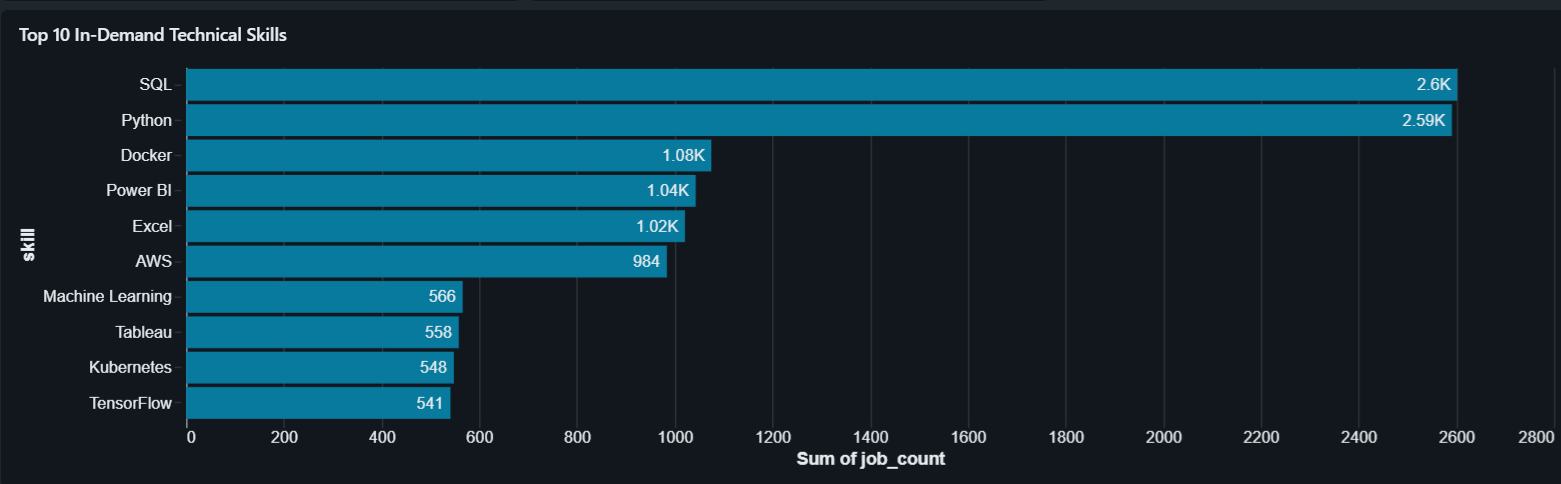 Top 10 In-Demand Technical Skills
SQL 2.6K
Python 2.59K
Docker 1.08K
Power BI 1.04K
Excel 1.02K
AWS 984
Machine Learning 566
Tableau 558
Kubernetes 548
TensorFlow 541
skill
0 200 400 600 800 1000 1200 1400 1600 1800 2000 2200 2400 2600 2800
Sum of job_count